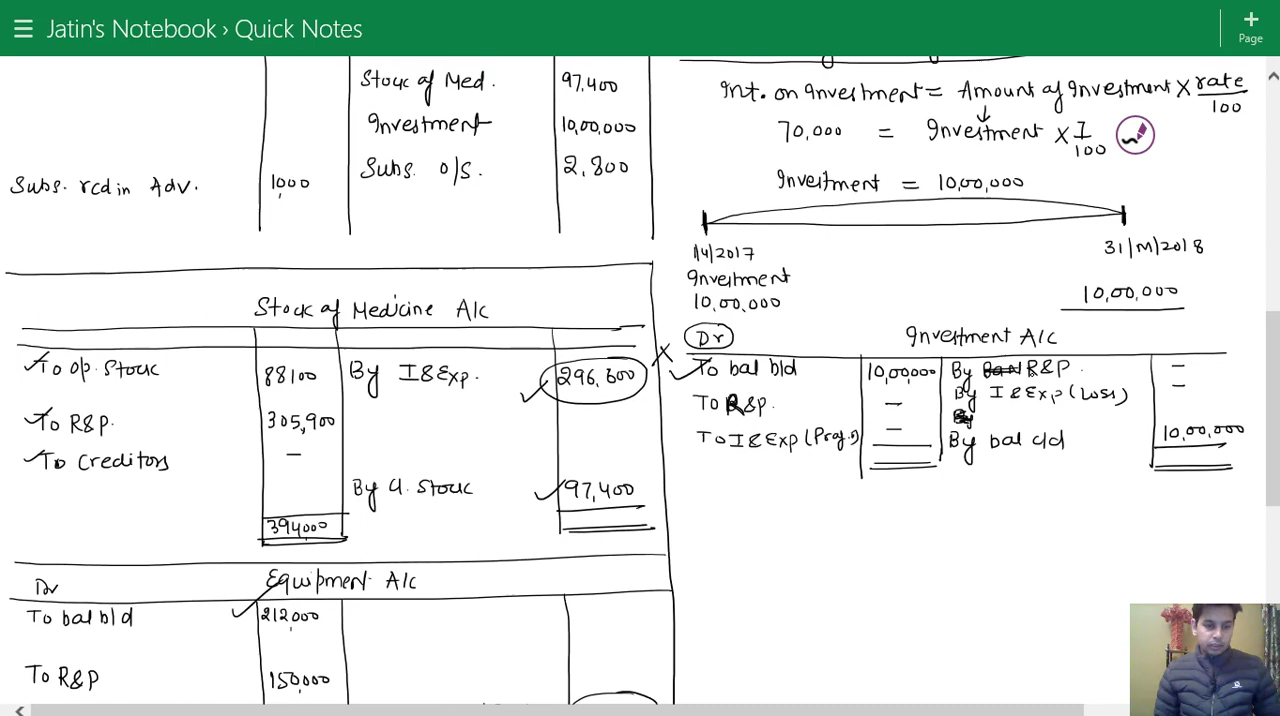 Jatin's Notebook › Quick Notes
Page
Stock of Med. 97,400
Investment 10,00,000
Subs. rcd in Adv. 1,000 Subs. O/S. 2,800
Int. on Investment = Amount of Investment × rate/100
70,000 = Investment × I/100
Investment = 10,00,000
1/4/2017 31/M/2018
Investment
10,00,000 10,00,000
Stock of Medicine A/c
To Op. Stock 88100 By I&Exp. 296,600
To R&P. 305,900
To Creditors –
By Cl. Stock 97,400
394000
Dr Investment A/c
To bal b/d 10,00,000 By R&P. –
To R&P. – By I&Exp (Loss) –
To I&Exp (Prof.) – By bal c/d 10,00,000
Dr Equipment A/c
To bal b/d 212,000
To R&P 150,000